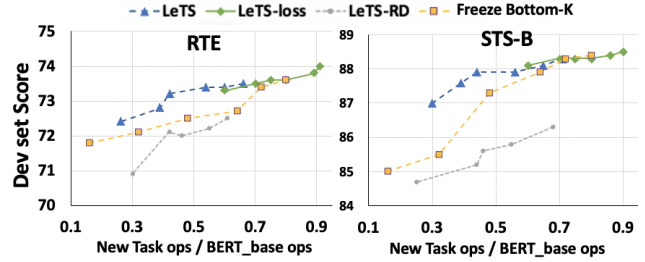 LeTS LeTS-loss LeTS-RD Freeze Bottom-K
RTE
STS-B
Dev set Score
75
74
73
72
71
70
0.1 0.3 0.5 0.7 0.9
New Task ops / BERT_base ops
89
88
87
86
85
84
0.1 0.3 0.5 0.7 0.9
New Task ops / BERT_base ops